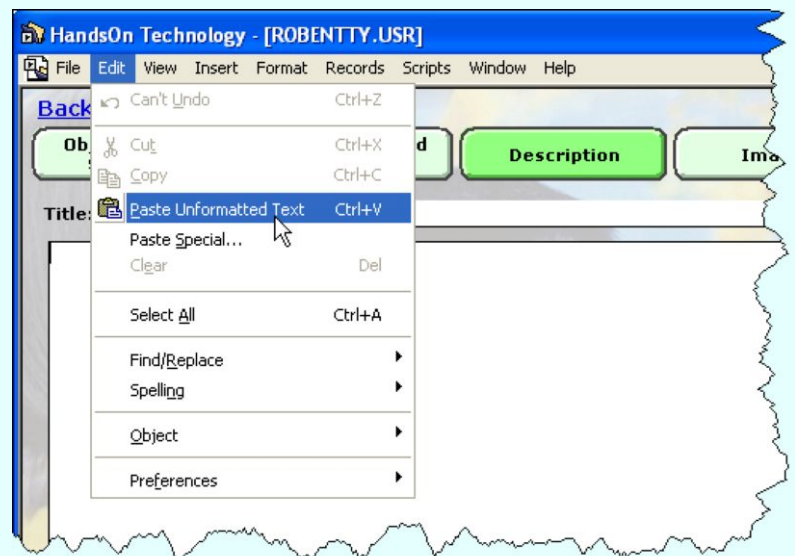 HandsOn Technology - [ROBENTTY.USR]
File Edit View Insert Format Records Scripts Window Help
Back
Ob d Description Ima
Title:
Can't Undo Ctrl+Z
Cut Ctrl+X
Copy Ctrl+C
Paste Unformatted Text Ctrl+V
Paste Special...
Clear Del
Select All Ctrl+A
Find/Replace
Spelling
Object
Preferences